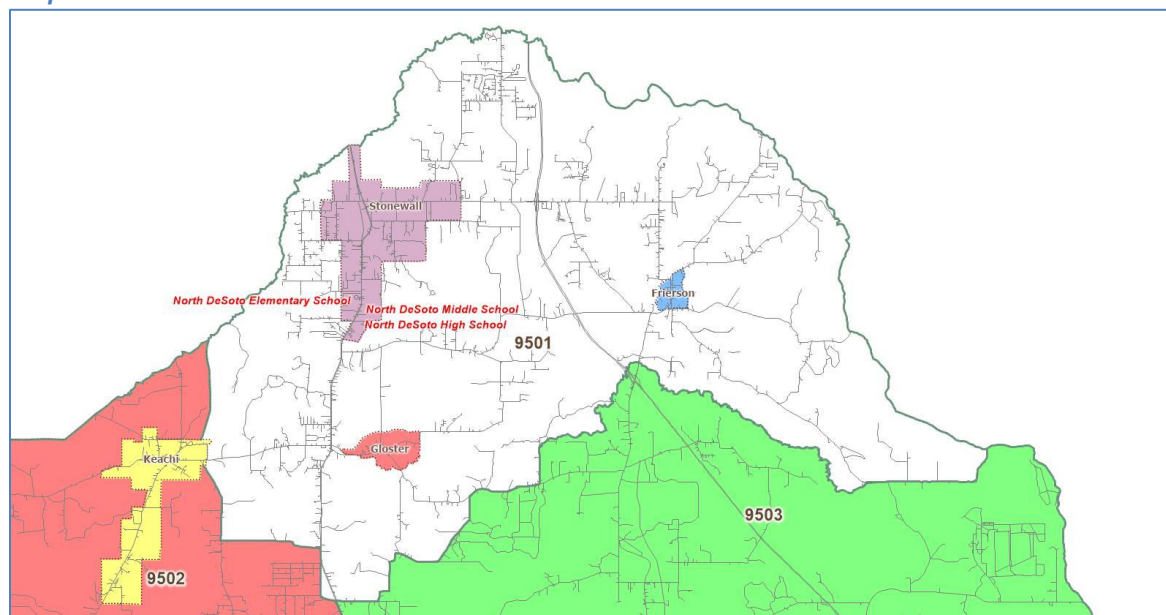 Stonewall
North DeSoto Elementary School
Frierson
North DeSoto Middle School
North DeSoto High School
9501
Gloster
Keachi
9503
9502